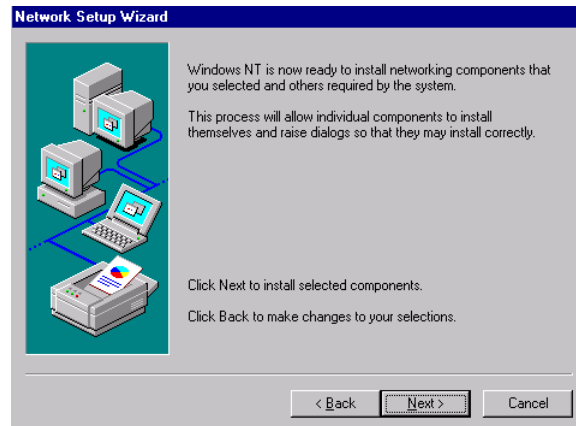 Network Setup Wizard
Windows NT is now ready to install networking components that
you selected and others required by the system.
This process will allow individual components to install
themselves and raise dialogs so that they may install correctly.
Click Next to install selected components.
Click Back to make changes to your selections.
< Back
Next >
Cancel